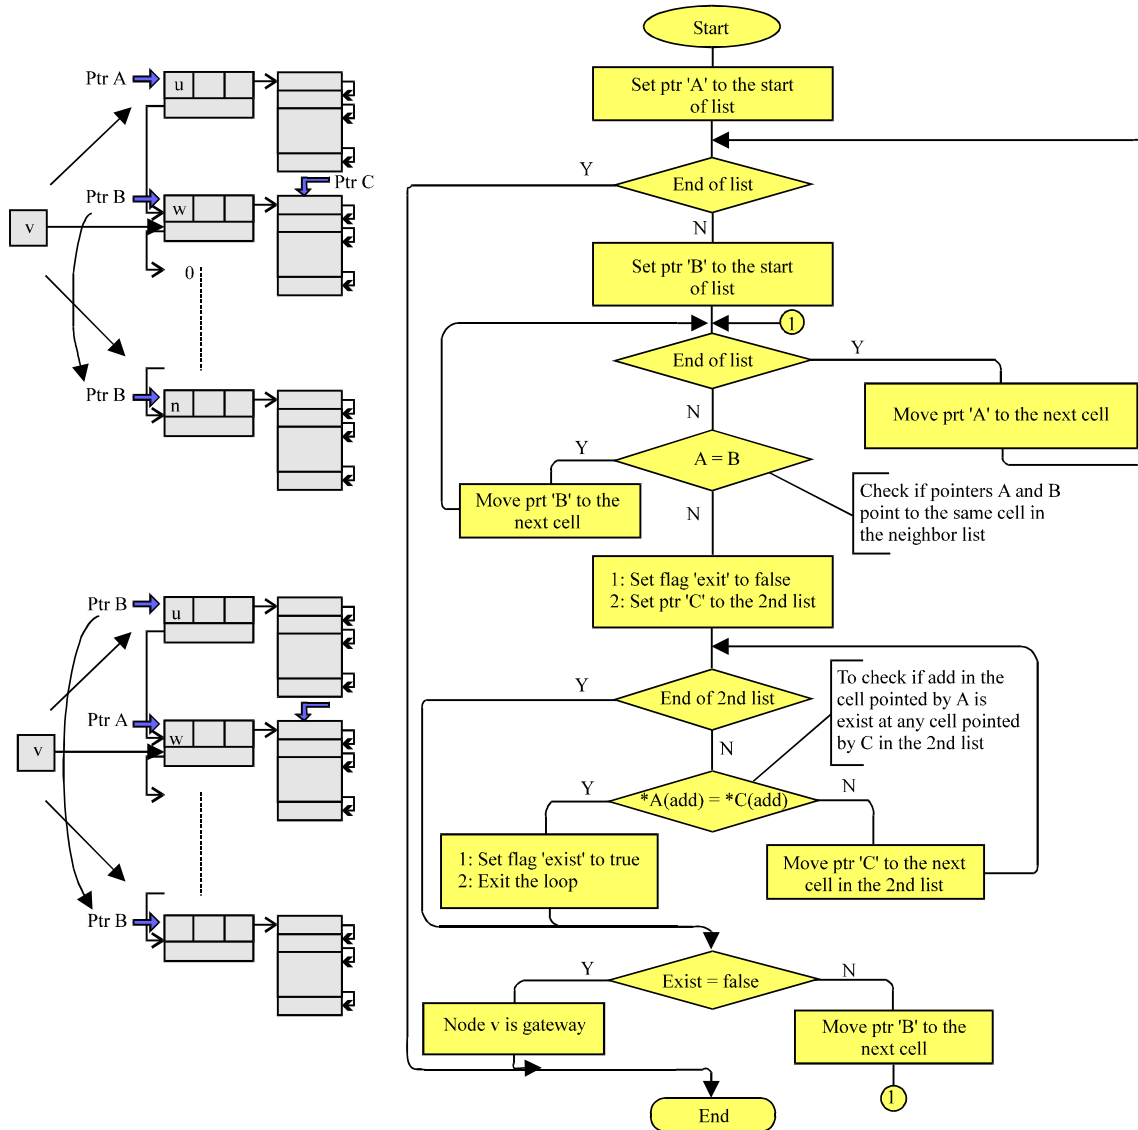 Ptr A
u
Ptr B
Ptr C
w
v
0
Ptr B
n
Ptr B
u
Ptr A
w
v
Ptr B
Start
Set ptr 'A' to the start
of list
Y
End of list
N
Set ptr 'B' to the start
of list
1
End of list
Y
N
Move prt 'A' to the next cell
Y
A = B
Move prt 'B' to the
next cell
N
Check if pointers A and B
point to the same cell in
the neighbor list
1: Set flag 'exit' to false
2: Set ptr 'C' to the 2nd list
Y
End of 2nd list
To check if add in the
cell pointed by A is
exist at any cell pointed
by C in the 2nd list
N
Y
*A(add) = *C(add)
N
1: Set flag 'exist' to true
2: Exit the loop
Move ptr 'C' to the next
cell in the 2nd list
Y
Exist = false
N
Node v is gateway
Move ptr 'B' to the
next cell
1
End